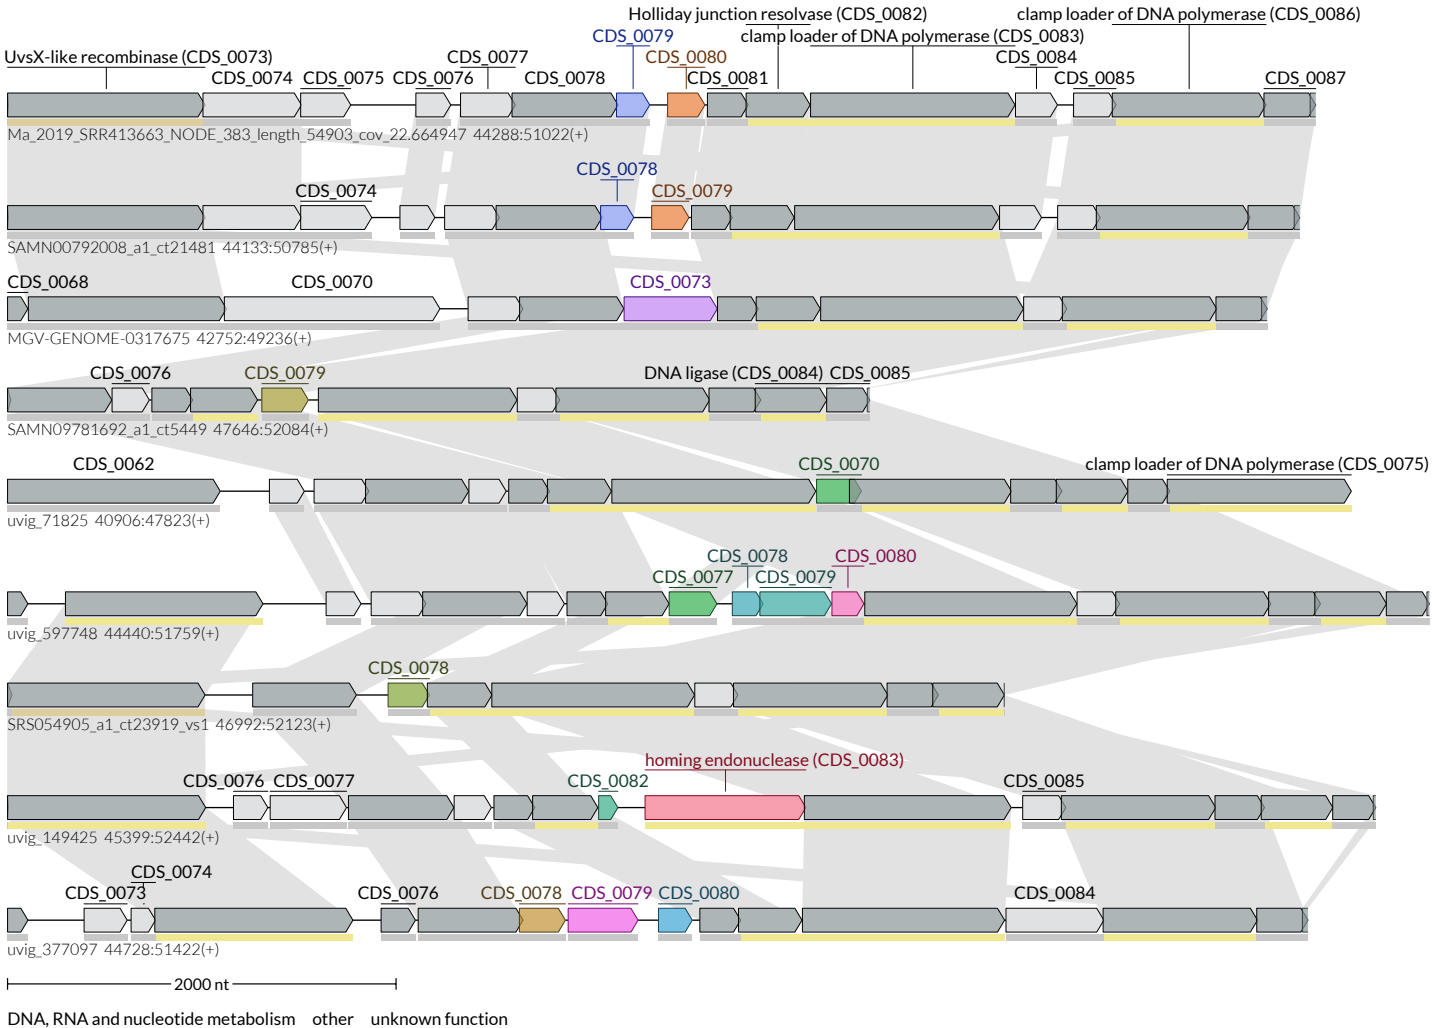 Holliday junction resolvase (CDS_0082) clamp loader of DNA polymerase (CDS_0086)
CDS_0079 clamp loader of DNA polymerase (CDS_0083)
UvsX-like recombinase (CDS_0073) CDS_0077 CDS_0080 CDS_0084
CDS_0074 CDS_0075 CDS_0076 CDS_0078 CDS_0081 CDS_0085 CDS_0087
Ma_2019_SRR413663_NODE_383_length_54903_cov_22.664947 44288:51022(+)
CDS_0078
CDS_0074 CDS_0079
SAMN00792008_a1_ct21481 44133:50785(+)
CDS_0068 CDS_0070 CDS_0073
MGV-GENOME-0317675 42752:49236(+)
CDS_0076 CDS_0079 DNA ligase (CDS_0084) CDS_0085
SAMN09781692_a1_ct5449 47646:52084(+)
CDS_0062 CDS_0070 clamp loader of DNA polymerase (CDS_0075)
uvig_71825 40906:47823(+)
CDS_0078 CDS_0080
CDS_0077 CDS_0079
uvig_597748 44440:51759(+)
CDS_0078
SRS054905_a1_ct23919_vs1 46992:52123(+)
homing endonuclease (CDS_0083)
CDS_0076 CDS_0077 CDS_0082 CDS_0085
uvig_149425 45399:52442(+)
CDS_0074
CDS_0073 CDS_0076 CDS_0078 CDS_0079 CDS_0080 CDS_0084
uvig_377097 44728:51422(+)
2000 nt
DNA, RNA and nucleotide metabolism other unknown function